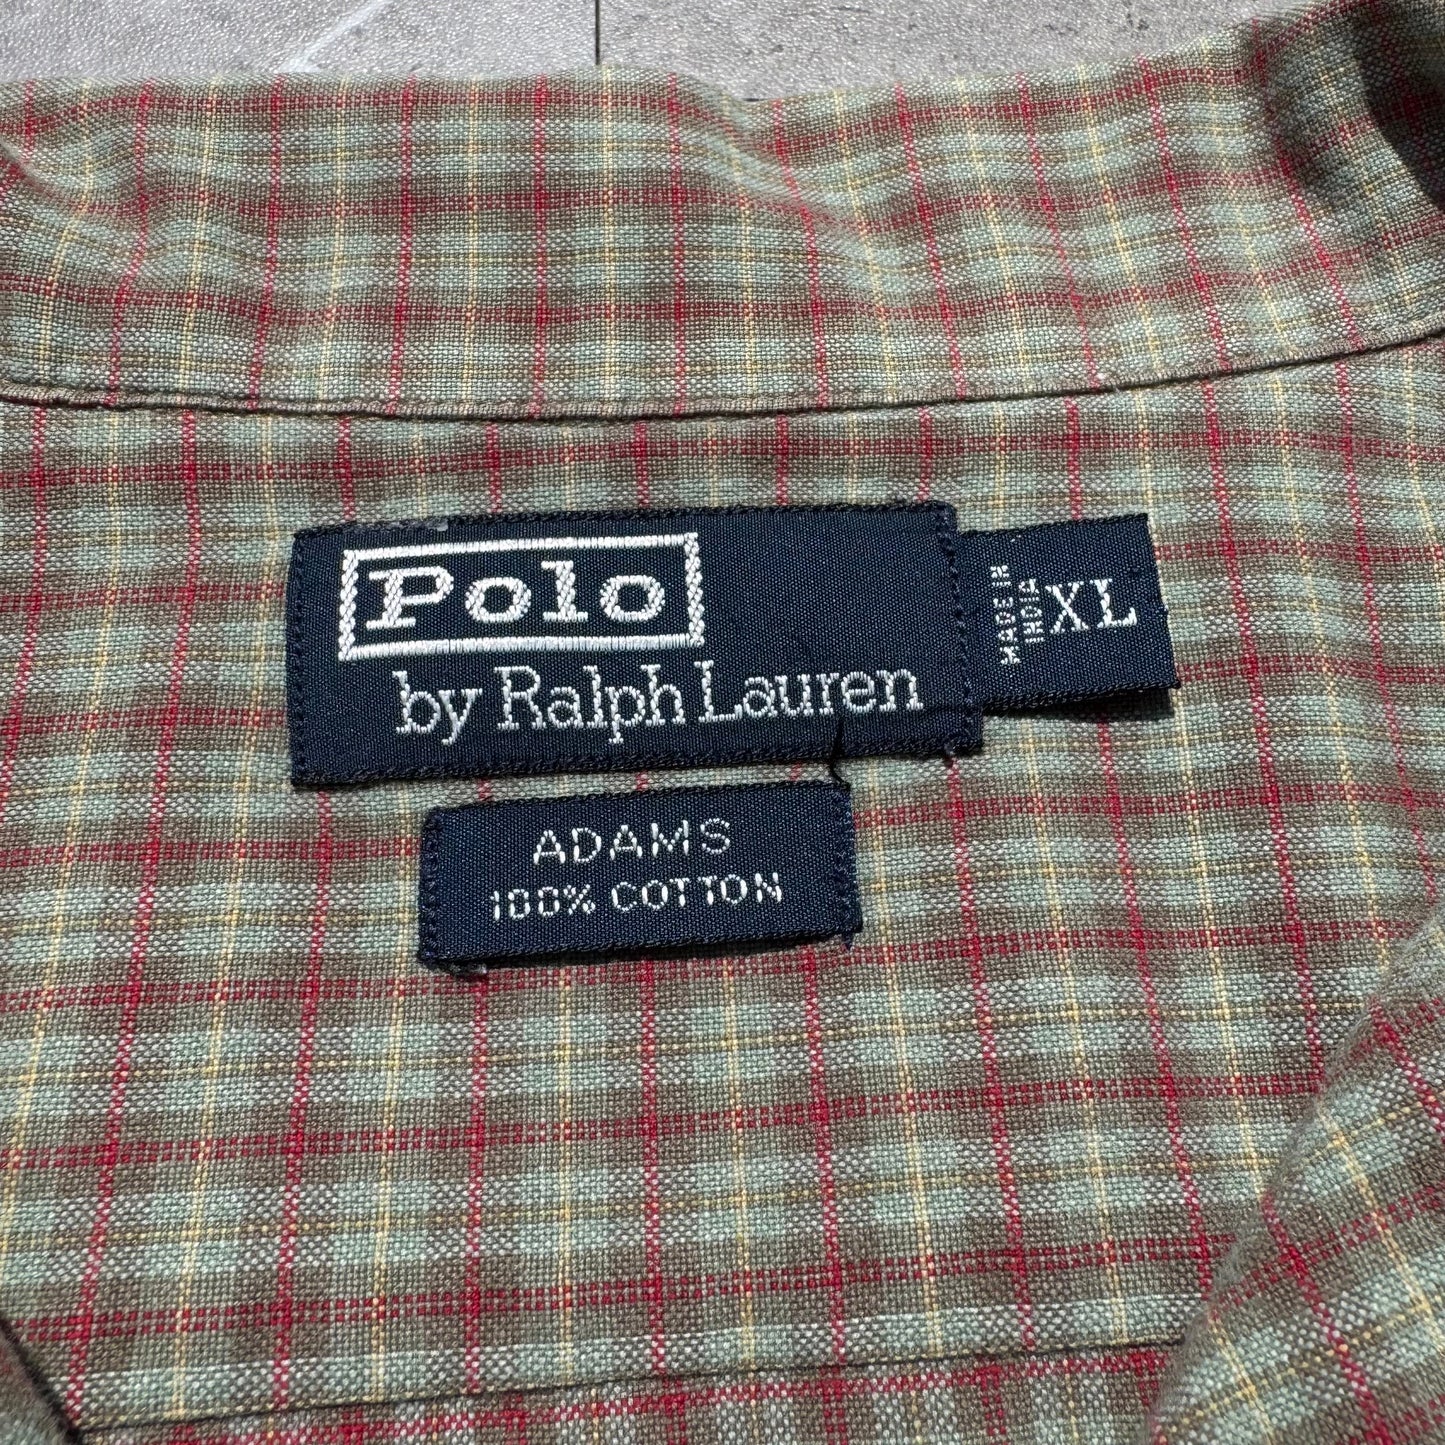 Polo
by Ralph Lauren
MADE IN
INDIA
XL
ADAMS
100% COTTON